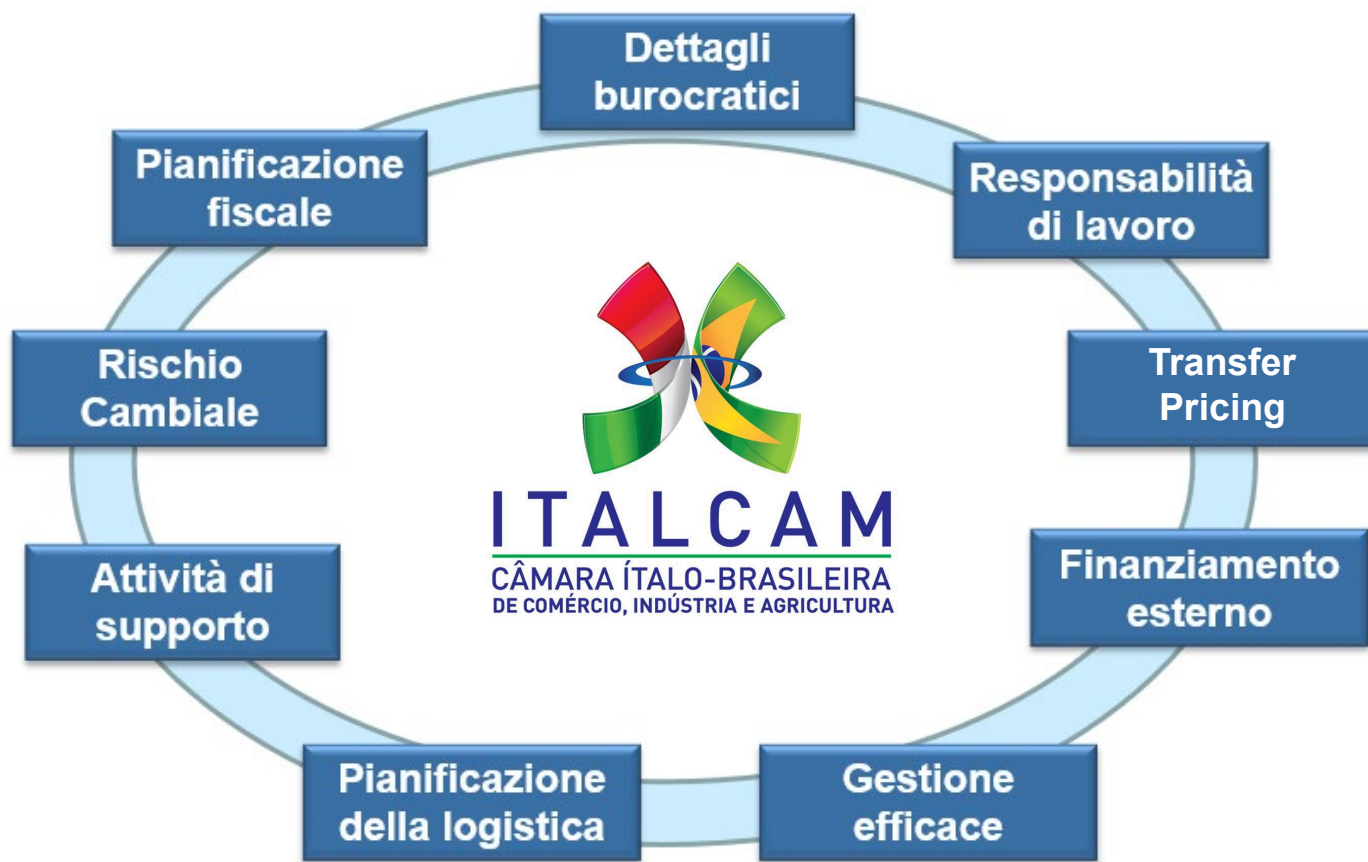 Dettagli
burocratici
Responsabilità
di lavoro
Transfer
Pricing
Finanziamento
esterno
Gestione
efficace
Pianificazione
della logistica
Attività di
supporto
Rischio
Cambiale
Pianificazione
fiscale
ITALCAM
CÂMARA ÍTALO-BRASILEIRA
DE COMÉRCIO, INDÚSTRIA E AGRICULTURA